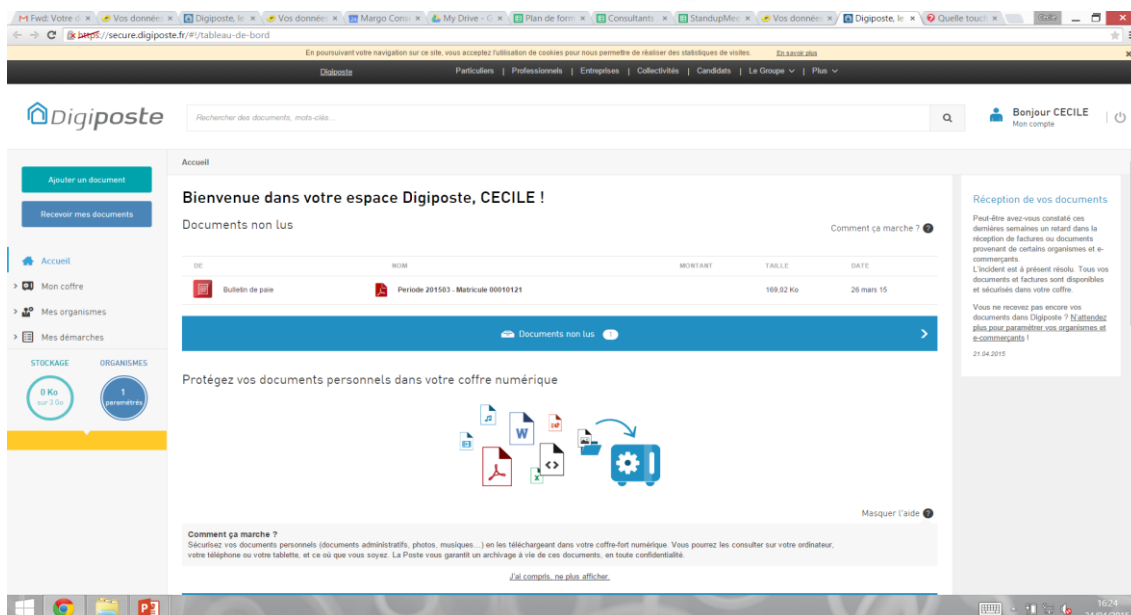 Fwd: Votre d
Vos données
Digiposte, le
Vos données
Margo Cons
My Drive - G
Plan de form
Consultants
StandupMee
Vos données
Digiposte, le
Quelle touch
Cécile
https://secure.digiposte.fr/#!/tableau-de-bord
En poursuivant votre navigation sur ce site, vous acceptez l'utilisation de cookies pour nous permettre de réaliser des statistiques de visites. En savoir plus
Digiposte Particuliers | Professionnels | Entreprises | Collectivités | Candidats | Le Groupe | Plus
Digiposte
Rechercher des documents, mots-clés...
Bonjour CECILE
Mon compte
Accueil
Ajouter un document
Recevoir mes documents
Accueil
Mon coffre
Mes organismes
Mes démarches
STOCKAGE ORGANISMES
0 Ko
sur 3 Go
1
paramétrés
Bienvenue dans votre espace Digiposte, CECILE !
Documents non lus
Comment ça marche ? ?
DE NOM MONTANT TAILLE DATE
Bulletin de paie Periode 201503 - Matricule 00010121 169,92 Ko 26 mars 15
Documents non lus 1
Protégez vos documents personnels dans votre coffre numérique
W
Masquer l'aide ?
Comment ça marche ?
Sécurisez vos documents personnels (documents administratifs, photos, musiques...) en les téléchargeant dans votre coffre-fort numérique. Vous pourrez les consulter sur votre ordinateur,
votre téléphone ou votre tablette, et ce où que vous soyez. La Poste vous garantit un archivage à vie de ces documents, en toute confidentialité.
J'ai compris, ne plus afficher.
Réception de vos documents
Peut-être avez-vous constaté ces
dernières semaines un retard dans la
réception de factures ou documents
provenant de certains organismes et e-
commerçants.
L'incident est à présent résolu. Tous vos
documents et factures sont disponibles
et sécurisés dans votre coffre.
Vous ne recevez pas encore vos
documents dans Digiposte ? N'attendez
plus pour paramétrer vos organismes et
e-commerçants !
21.04.2015
16:24